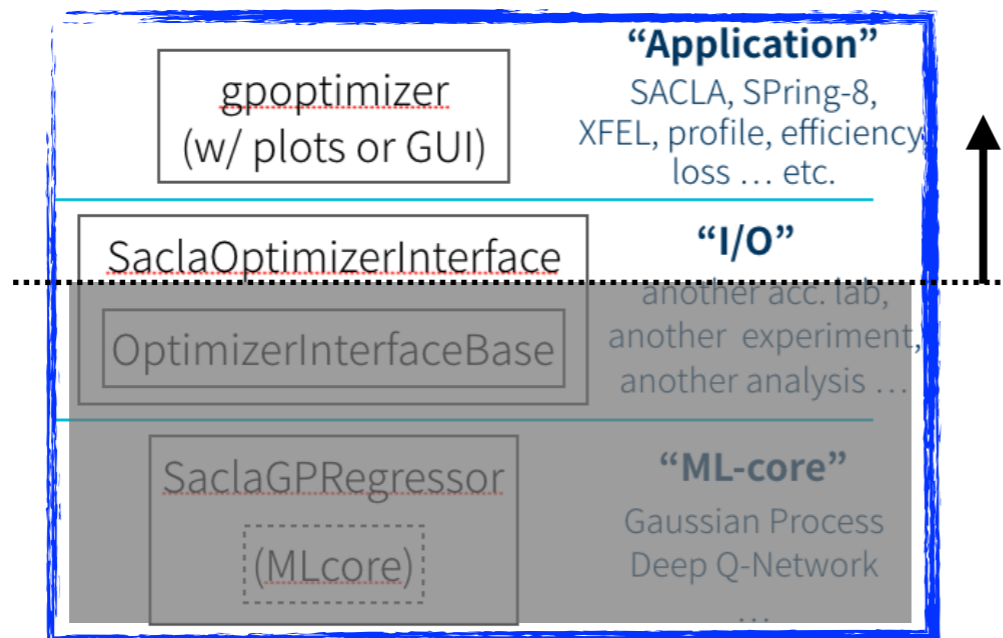 gpoptimizer
(w/ plots or GUI)
“Application”
SACLA, SPring-8,
XFEL, profile, efficiency,
loss … etc.
SaclaOptimizerInterface
OptimizerInterfaceBase
“I/O”
another acc. lab,
another experiment,
another analysis …
SaclaGPRegressor
(MLcore)
“ML-core”
Gaussian Process
Deep Q-Network
…